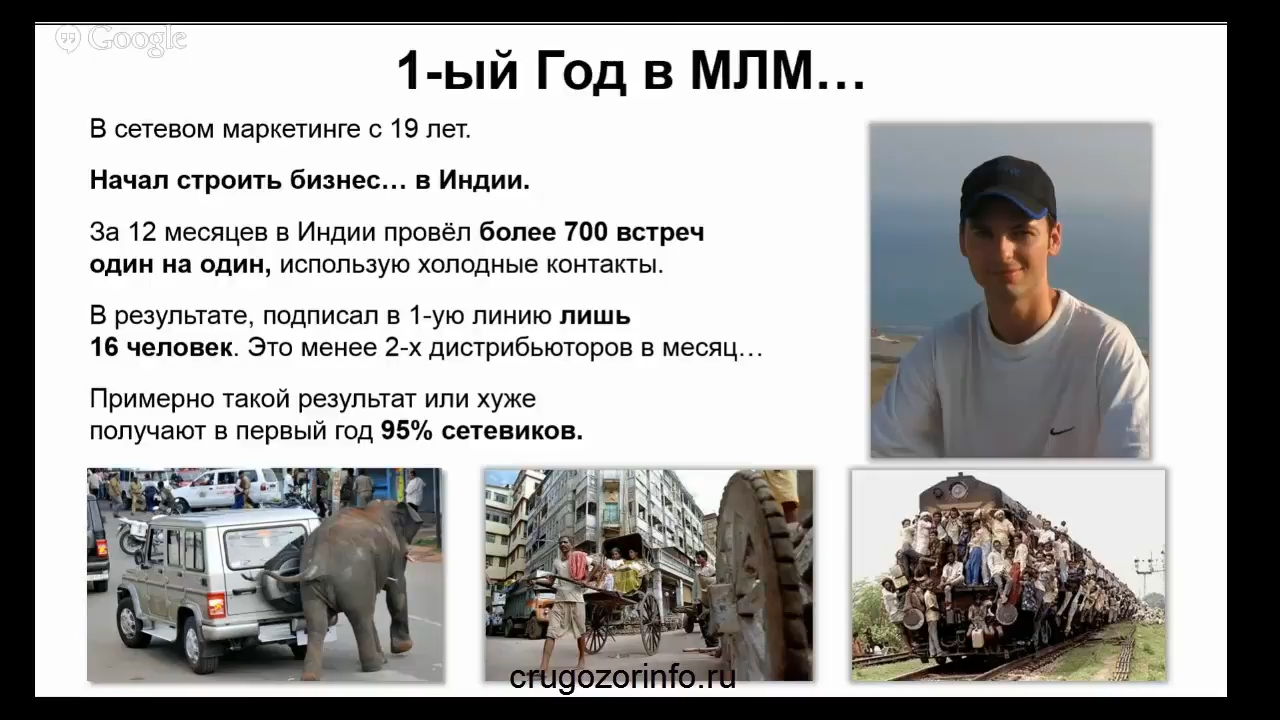 Google
1-ый Год в МЛМ…
В сетевом маркетинге с 19 лет.
Начал строить бизнес… в Индии.
За 12 месяцев в Индии провёл более 700 встреч
один на один, использую холодные контакты.
В результате, подписал в 1-ую линию лишь
16 человек. Это менее 2-х дистрибьюторов в месяц…
Примерно такой результат или хуже
получают в первый год 95% сетевиков.
crugozorinfo.ru